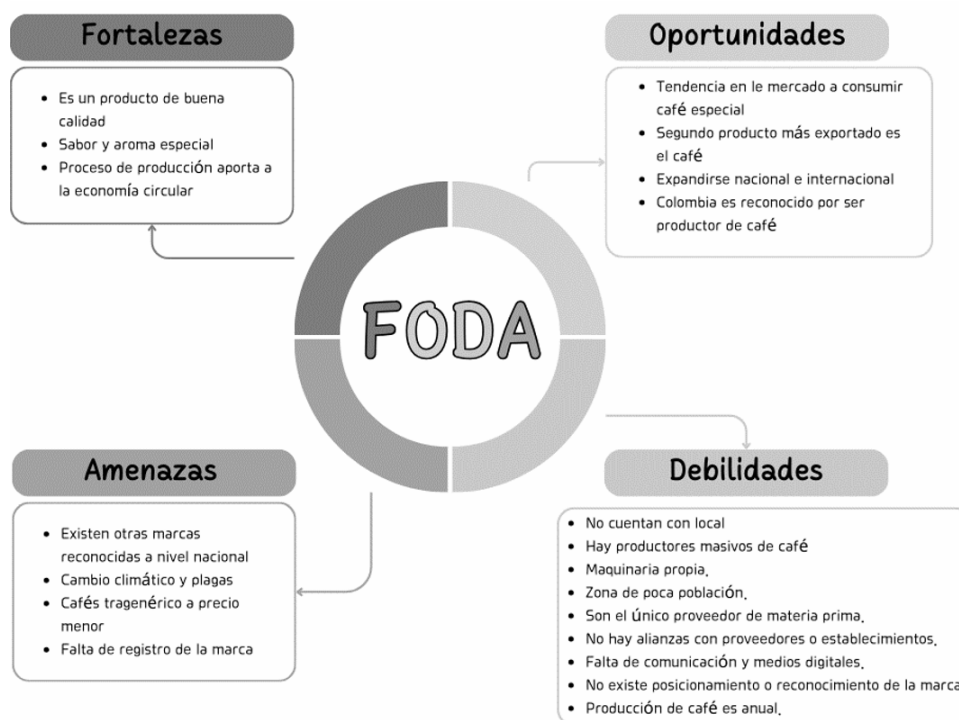 Fortalezas
• Es un producto de buena
calidad
• Sabor y aroma especial
• Proceso de producción aporta a
la economía circular
Oportunidades
• Tendencia en le mercado a consumir
café especial
• Segundo producto más exportado es
el café
• Expandirse nacional e internacional
• Colombia es reconocido por ser
productor de café
FODA
Amenazas
• Existen otras marcas
reconocidas a nivel nacional
• Cambio climático y plagas
• Cafés tragenérico a precio
menor
• Falta de registro de la marca
Debilidades
• No cuentan con local
• Hay productores masivos de café
• Maquinaria propia.
• Zona de poca población.
• Son el único proveedor de materia prima.
• No hay alianzas con proveedores o establecimientos.
• Falta de comunicación y medios digitales.
• No existe posicionamiento o reconocimiento de la marca
• Producción de café es anual.